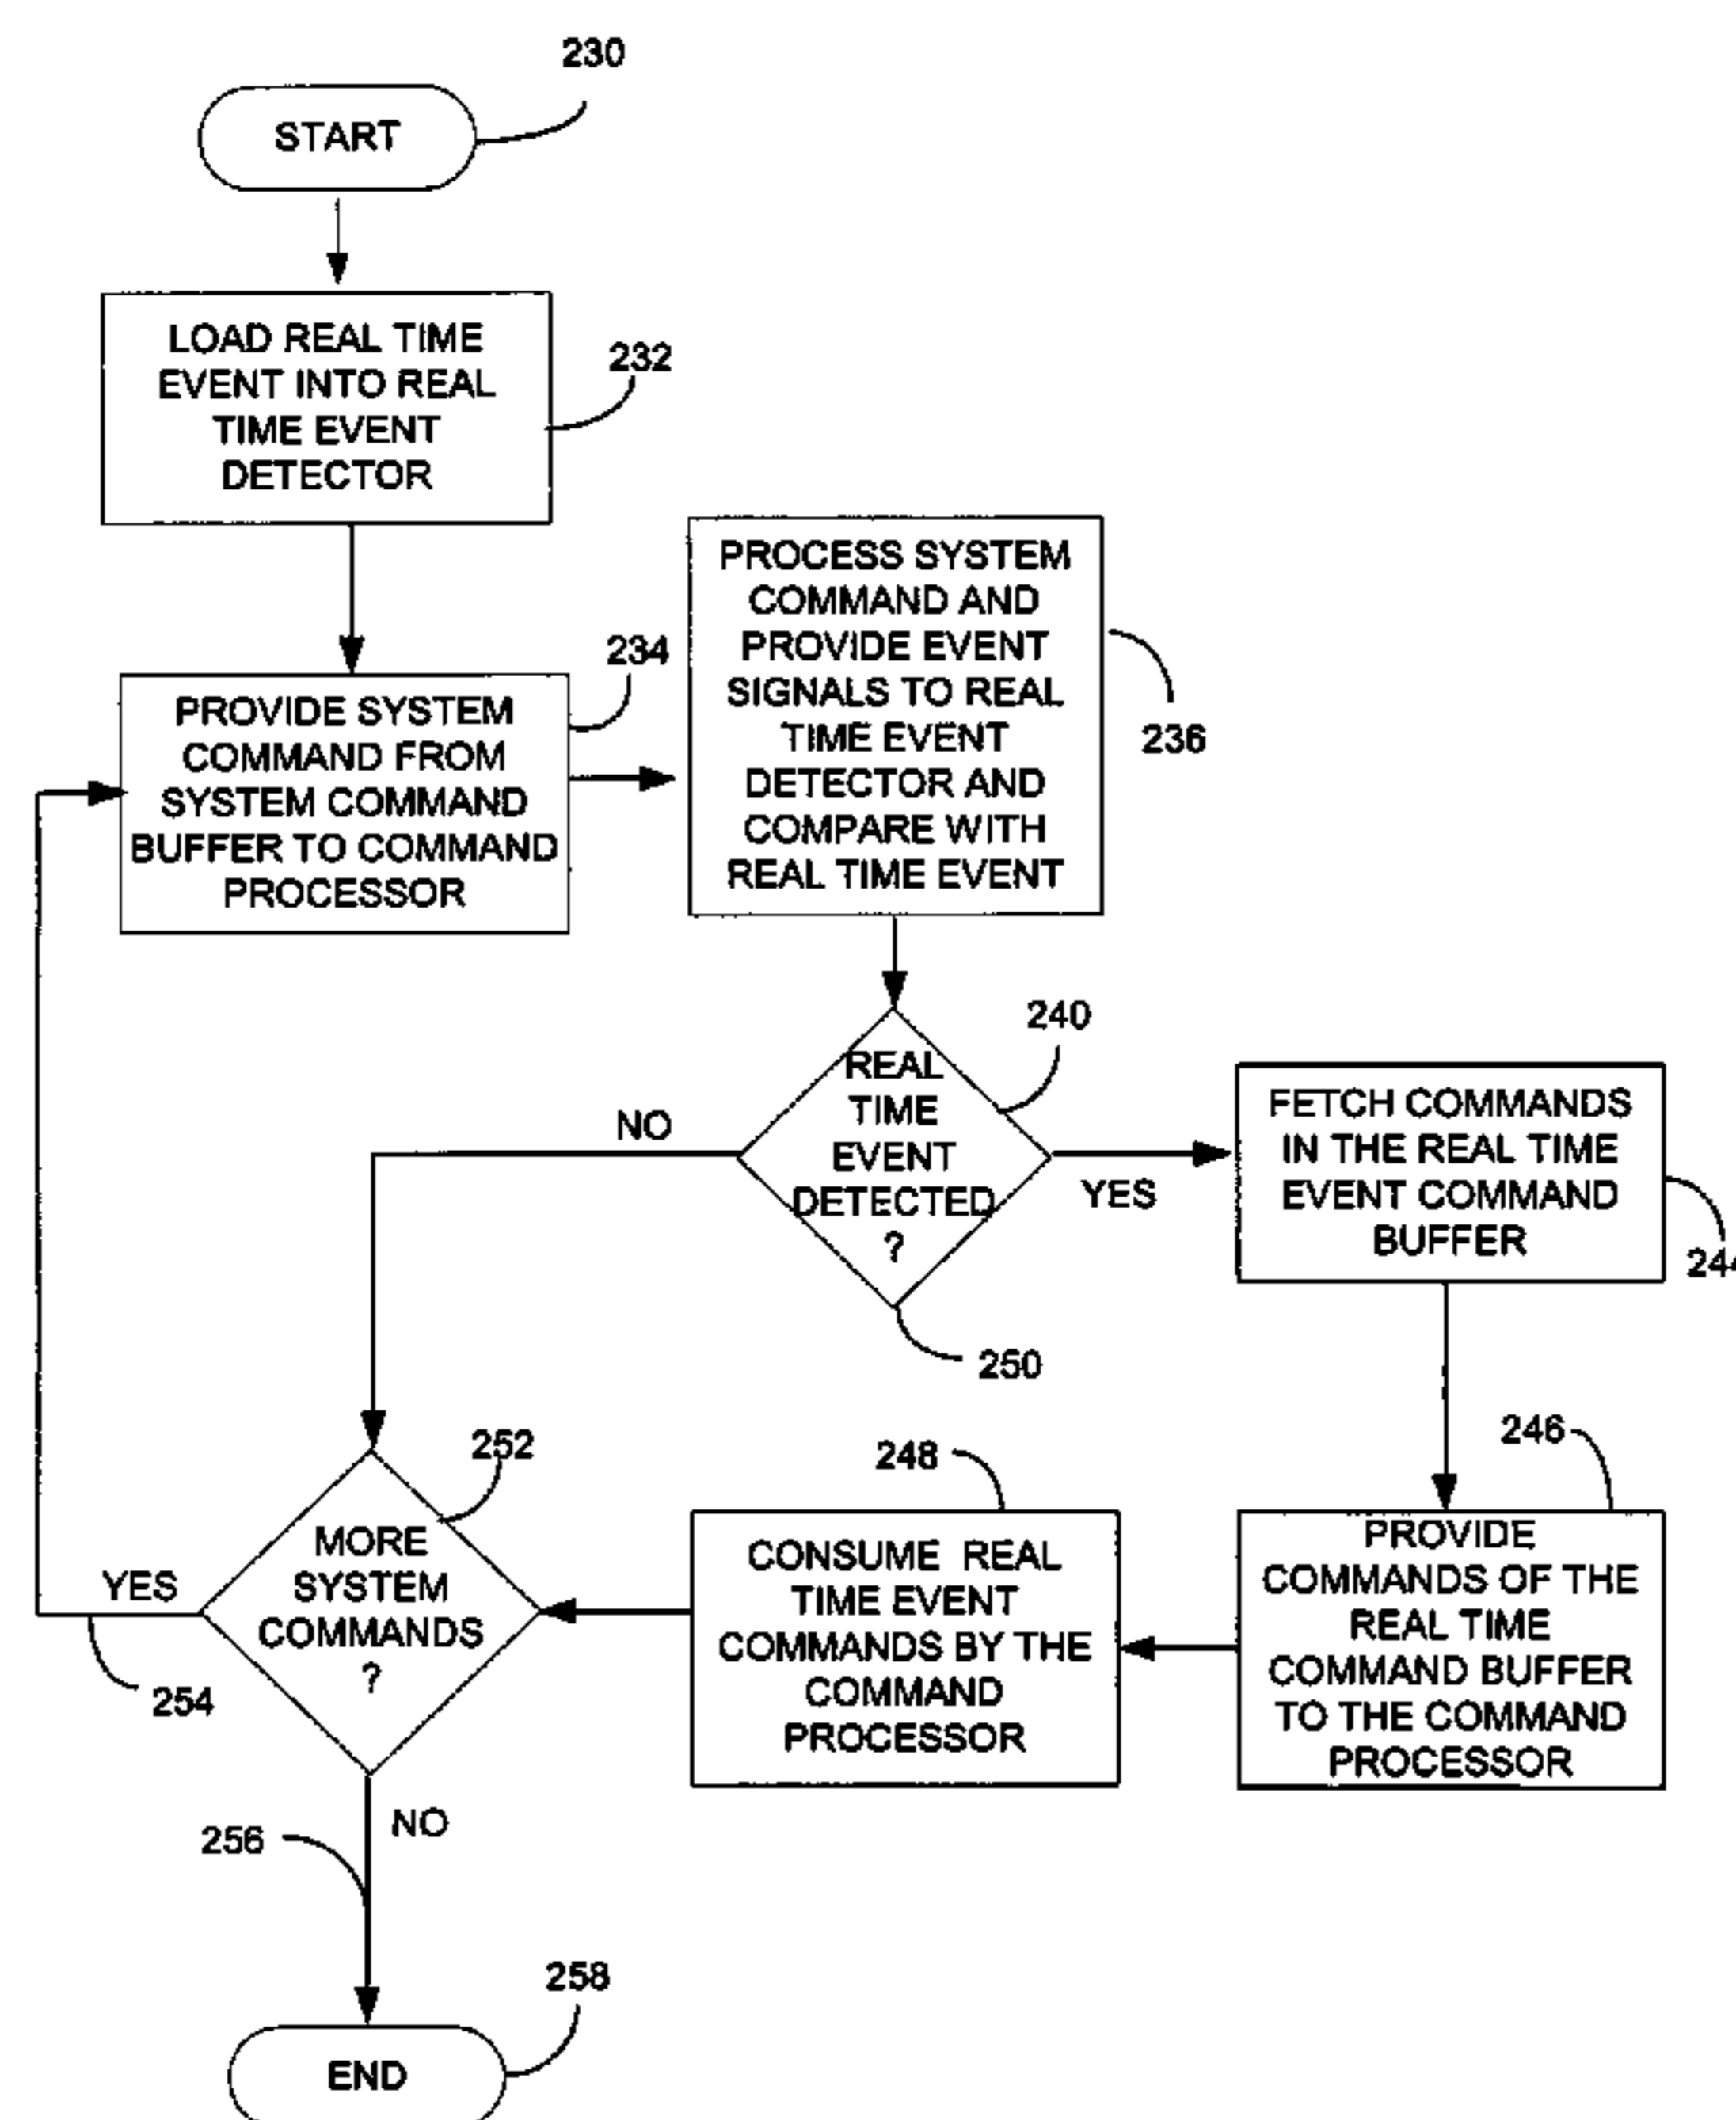 230
START
LOAD REAL TIME
EVENT INTO REAL
TIME EVENT
DETECTOR
232
PROVIDE SYSTEM
COMMAND FROM
SYSTEM COMMAND
BUFFER TO COMMAND
PROCESSOR
234
PROCESS SYSTEM
COMMAND AND
PROVIDE EVENT
SIGNALS TO REAL
TIME EVENT
DETECTOR AND
COMPARE WITH
REAL TIME EVENT
236
REAL
TIME
EVENT
DETECTED
?
240
NO
YES
250
FETCH COMMANDS
IN THE REAL TIME
EVENT COMMAND
BUFFER
244
246
PROVIDE
COMMANDS OF THE
REAL TIME
COMMAND BUFFER
TO THE COMMAND
PROCESSOR
248
CONSUME REAL
TIME EVENT
COMMANDS BY THE
COMMAND
PROCESSOR
252
MORE
SYSTEM
COMMANDS
?
YES
254
NO
256
258
END